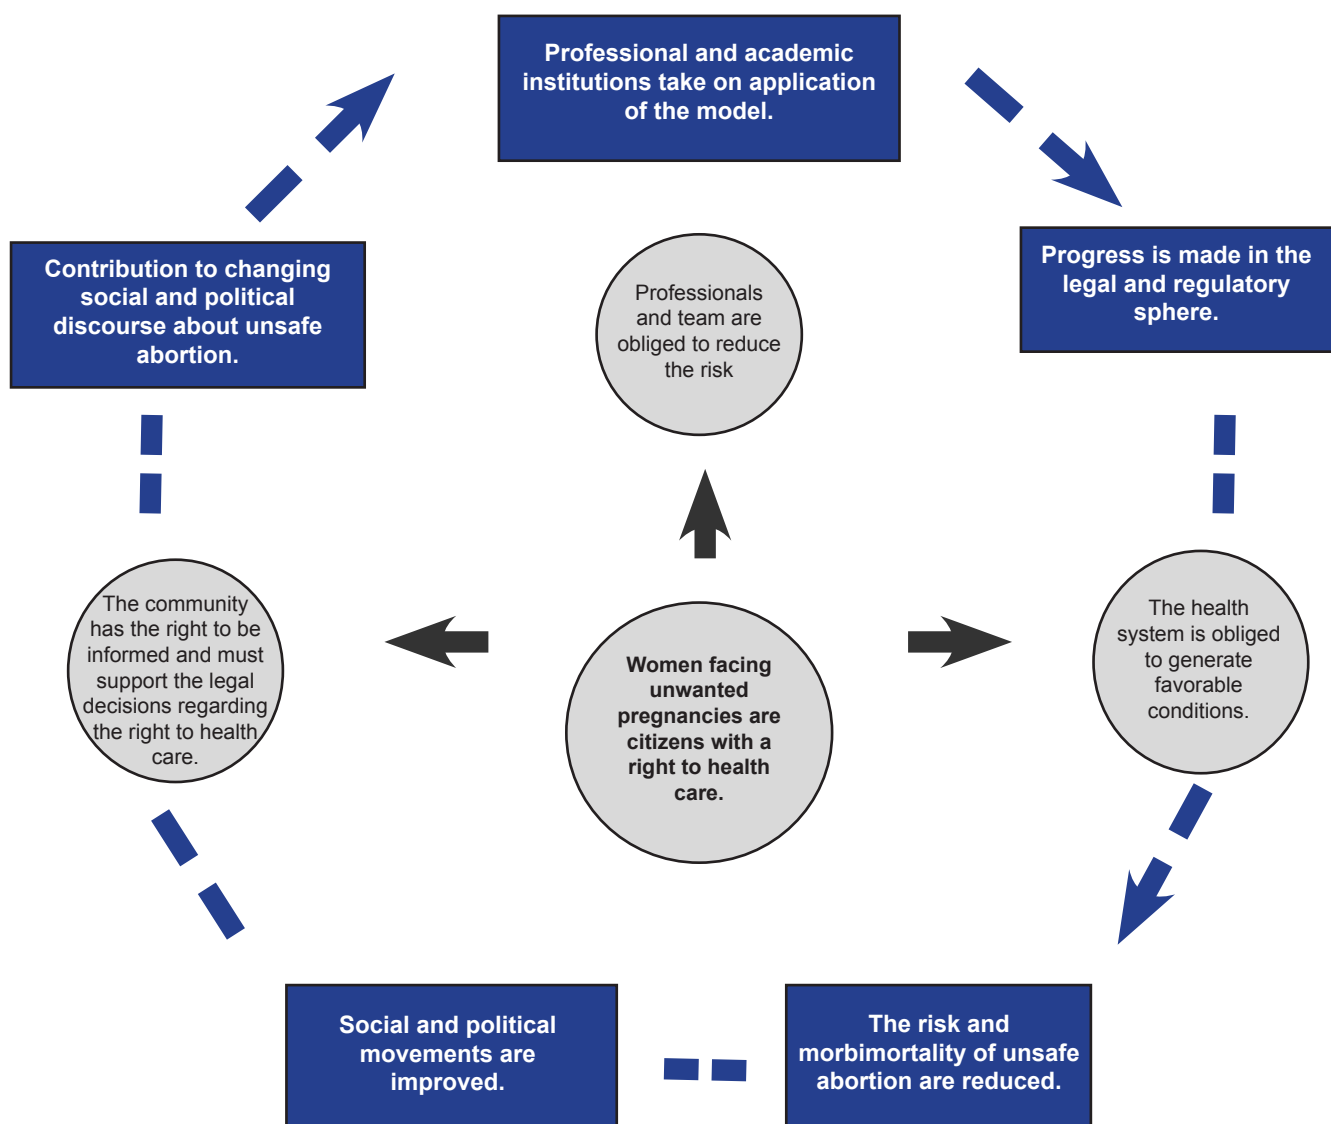 Professional and academic
institutions take on application
of the model.
Contribution to changing
social and political
discourse about unsafe
abortion.
Professionals
and team are
obliged to reduce
the risk
Progress is made in the
legal and regulatory
sphere.
The community
has the right to be
informed and must
support the legal
decisions regarding
the right to health
care.
Women facing
unwanted
pregnancies are
citizens with a
right to health
care.
The health
system is obliged
to generate
favorable
conditions.
Social and political
movements are
improved.
The risk and
morbimortality of unsafe
abortion are reduced.